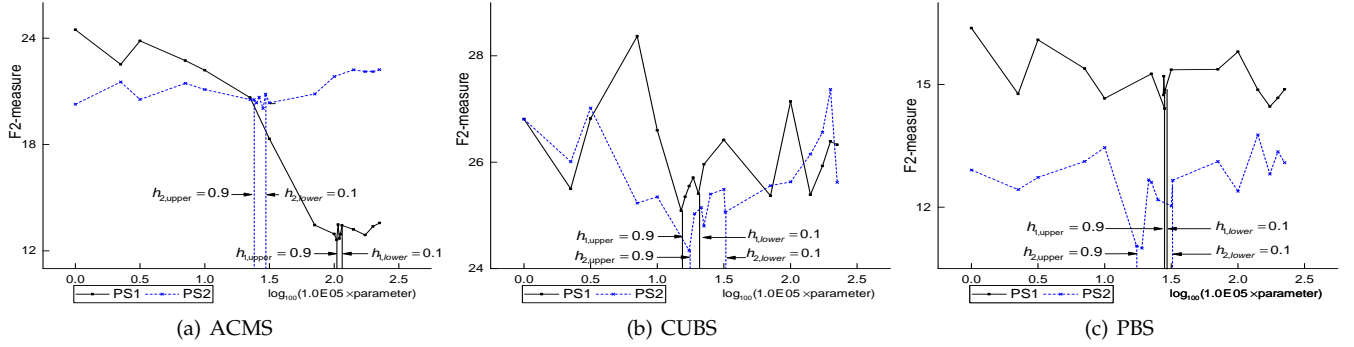 24
18
12
F2-measure
h2,upper = 0.9
h2,lower = 0.1
h1,upper = 0.9
h1,lower = 0.1
0.0 0.5 1.0 1.5 2.0 2.5
PS1 PS2
log100(1.0E05×parameter)
(a) ACMS
28
26
24
F2-measure
h1,upper = 0.9
h1,lower = 0.1
h2,upper = 0.9
h2,lower = 0.1
0.0 0.5 1.0 1.5 2.0 2.5
PS1 PS2
log100(1.0E05×parameter)
(b) CUBS
15
12
F2-measure
h1,upper = 0.9
h1,lower = 0.1
h2,upper = 0.9
h2,lower = 0.1
0.0 0.5 1.0 1.5 2.0 2.5
PS1 PS2
log100(1.0E05×parameter)
(c) PBS